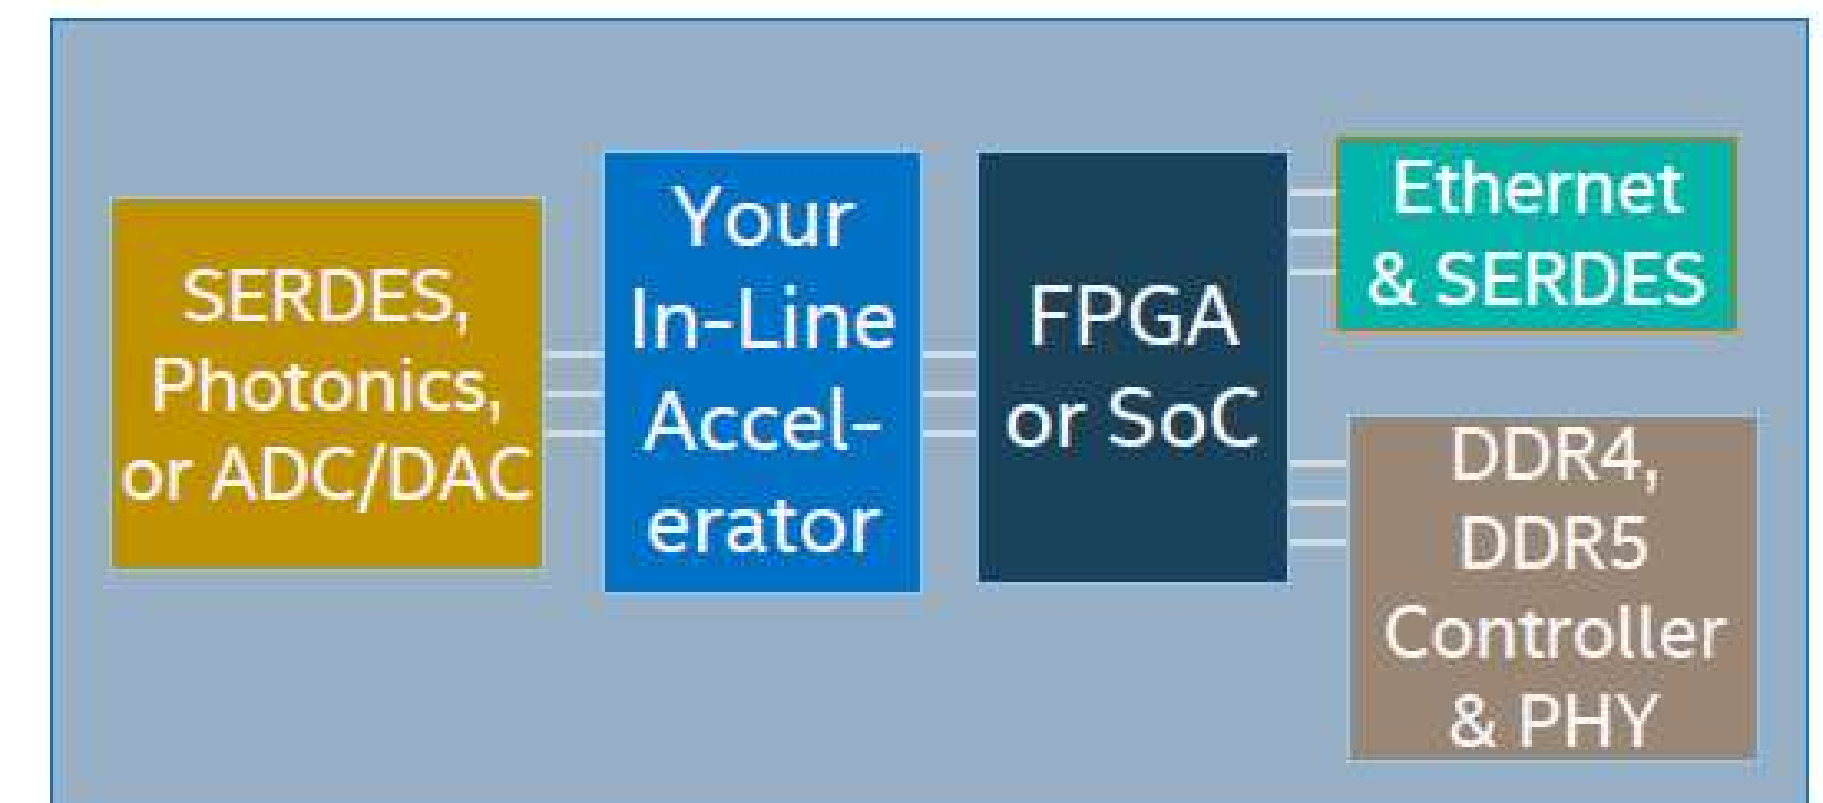 SERDES,
Photonics,
or ADC/DAC
Your
In-Line
Accel-
erator
FPGA
or SoC
Ethernet
& SERDES
DDR4,
DDR5
Controller
& PHY